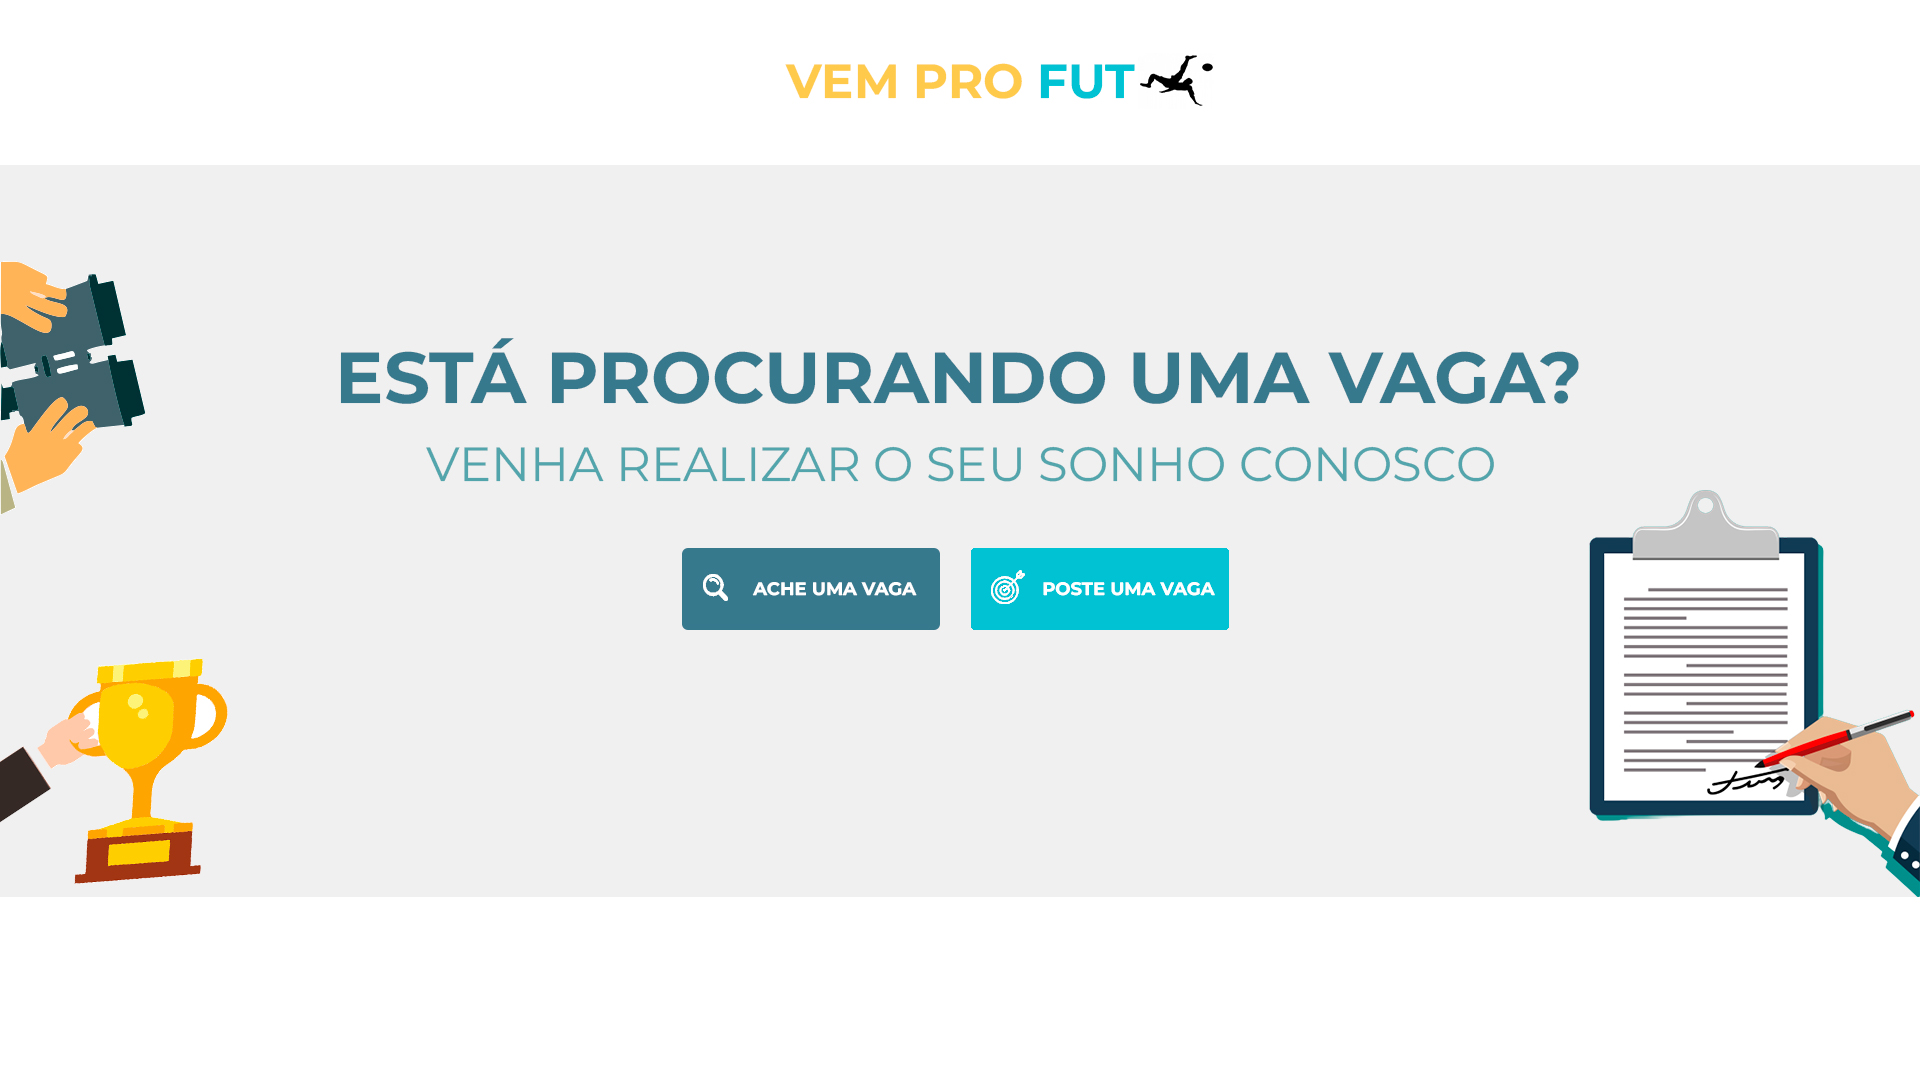 VEM PRO FUT
ESTÁ PROCURANDO UMA VAGA?
VENHA REALIZAR O SEU SONHO CONOSCO
ACHE UMA VAGA
POSTE UMA VAGA